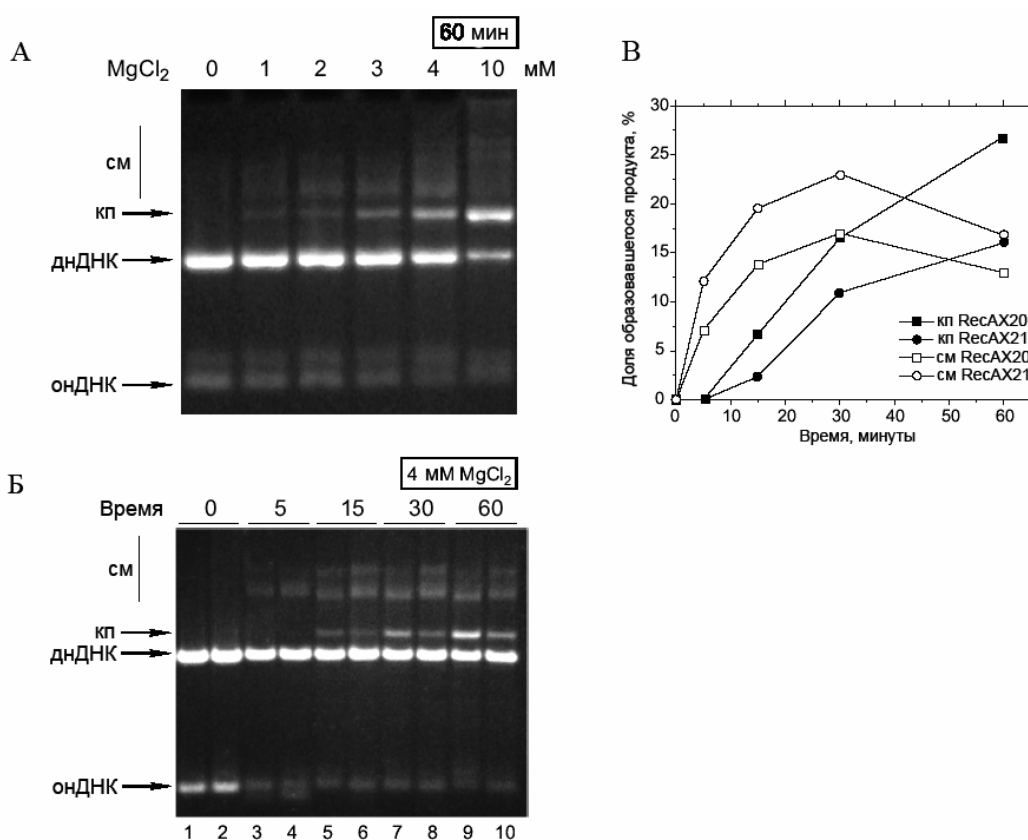 А
60 мин
MgCl2 0 1 2 3 4 10 мМ
см
кп
днДНК
онДНК
В
Доля образовавшегося продукта, %
30
25
20
15
10
5
0
0 10 20 30 40 50 60
Время, минуты
кп RecAX20
кп RecAX21
см RecAX20
см RecAX21
Б
4 мМ MgCl2
Время 0 5 15 30 60
см
кп
днДНК
онДНК
1 2 3 4 5 6 7 8 9 10